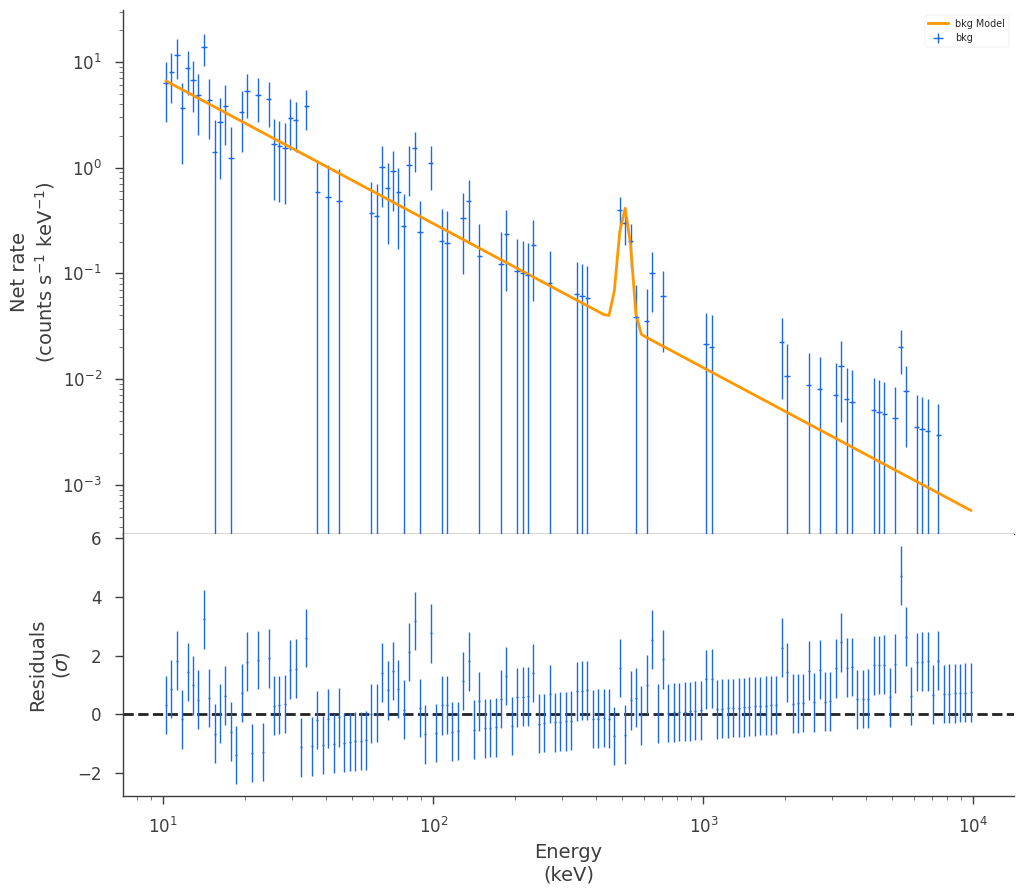 bkg Model
bkg
Net rate
(counts s⁻¹ keV⁻¹)
10¹
10⁰
10⁻¹
10⁻²
10⁻³
Residuals
(σ)
6
4
2
0
−2
10¹ 10² 10³ 10⁴
Energy
(keV)